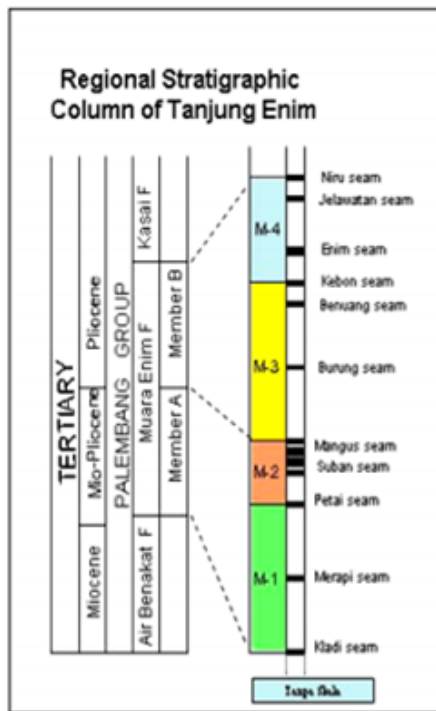 Regional Stratigraphic
Column of Tanjung Enim
TERTIARY
Miocene
Mio-Pliocene
Pliocene
PALEMBANG GROUP
Air Benakat F
Muara Enim F
Kasai F
Member A
Member B
M-4
M-3
M-2
M-1
Niru seam
Jelawatan seam
Enim seam
Kebon seam
Benuang seam
Burung seam
Mangus seam
Suban seam
Petai seam
Merapi seam
Kladi seam